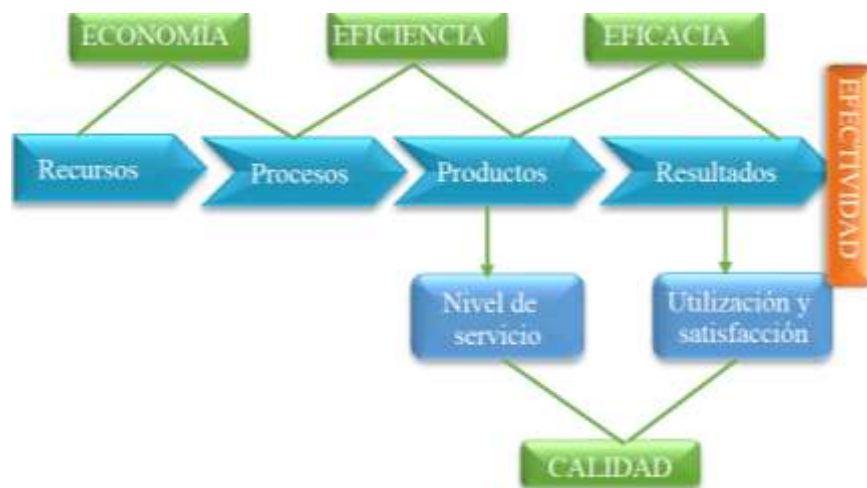 ECONOMÍA
EFICIENCIA
EFICACIA
EFECTIVIDAD
Recursos
Procesos
Productos
Resultados
Nivel de
servicio
Utilización y
satisfacción
CALIDAD